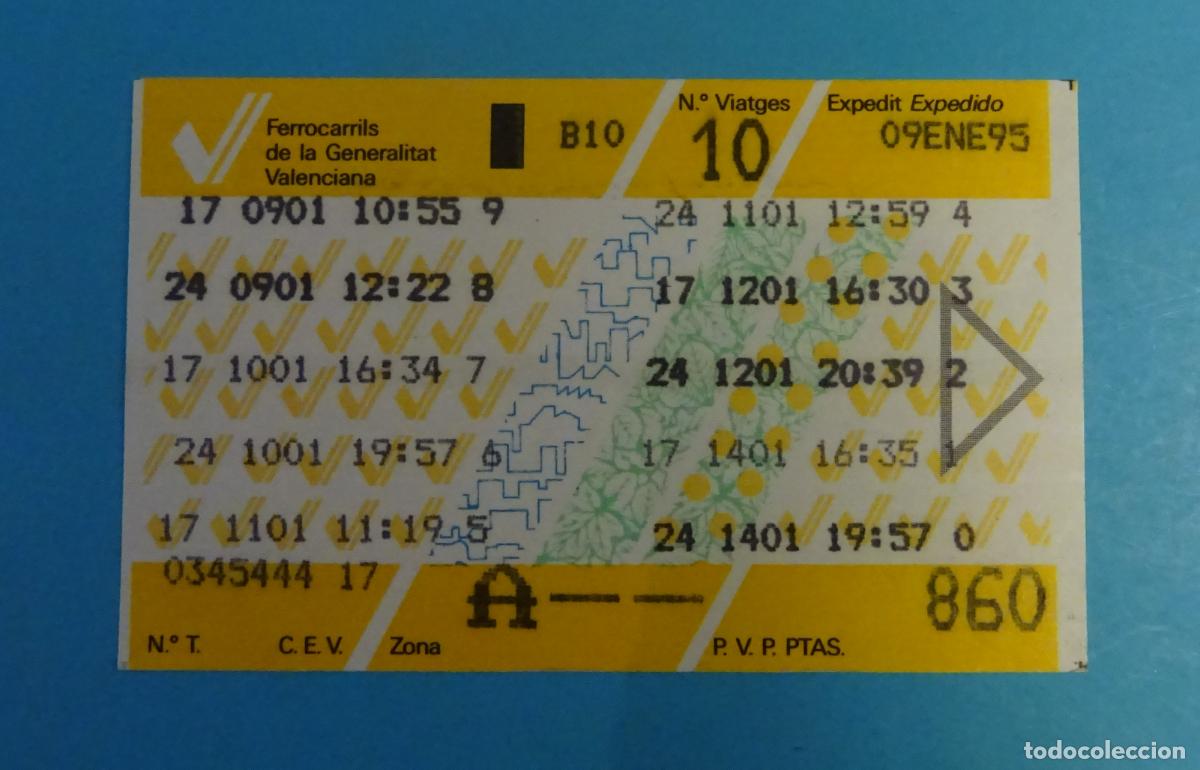 Ferrocarrils
de la Generalitat
Valenciana
B10
N.º Viatges
10
Expedit Expedido
09ENE95
17 0901 10:55 9
24 0901 12:22 8
17 1001 16:34 7
24 1001 19:57 6
17 1101 11:19 5
24 1101 12:59 4
17 1201 16:30 3
24 1201 20:39 2
17 1401 16:35 1
24 1401 19:57 0
0345444 17
A -- --
860
N.º T.
C. E. V.
Zona
P. V. P. PTAS.
todocoleccion